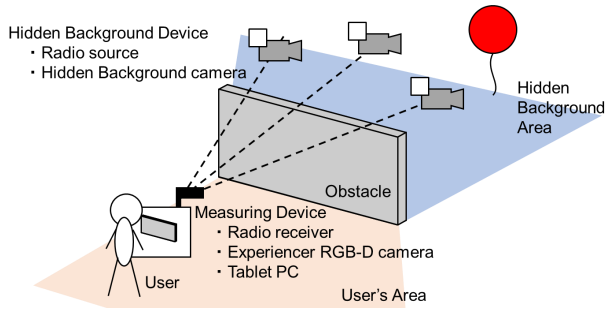 Hidden Background Device
・Radio source
・Hidden Background camera
Hidden
Background
Area
Obstacle
Measuring Device
・Radio receiver
・Experiencer RGB-D camera
・Tablet PC
User
User's Area